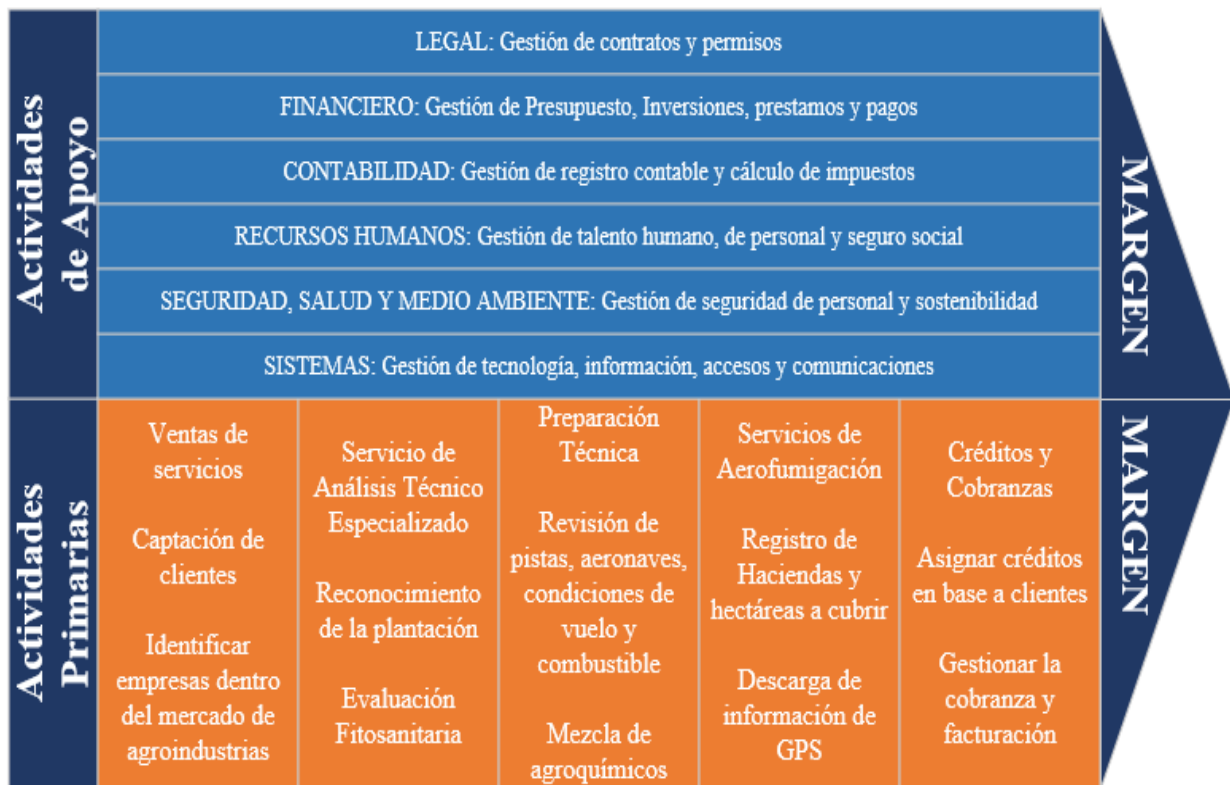 Actividades
de Apoyo
LEGAL: Gestión de contratos y permisos
FINANCIERO: Gestión de Presupuesto, Inversiones, prestamos y pagos
CONTABILIDAD: Gestión de registro contable y cálculo de impuestos
RECURSOS HUMANOS: Gestión de talento humano, de personal y seguro social
SEGURIDAD, SALUD Y MEDIO AMBIENTE: Gestión de seguridad de personal y sostenibilidad
SISTEMAS: Gestión de tecnología, información, accesos y comunicaciones
MARGEN
Actividades
Primarias
Ventas de
servicios
Captación de
clientes
Identificar
empresas dentro
del mercado de
agroindustrias
Servicio de
Análisis Técnico
Especializado
Reconocimiento
de la plantación
Evaluación
Fitosanitaria
Preparación
Técnica
Revisión de
pistas, aeronaves,
condiciones de
vuelo y
combustible
Mezcla de
agroquímicos
Servicios de
Aerofumigación
Registro de
Haciendas y
hectáreas a cubrir
Descarga de
información de
GPS
Créditos y
Cobranzas
Asignar créditos
en base a clientes
Gestionar la
cobranza y
facturación
MARGEN